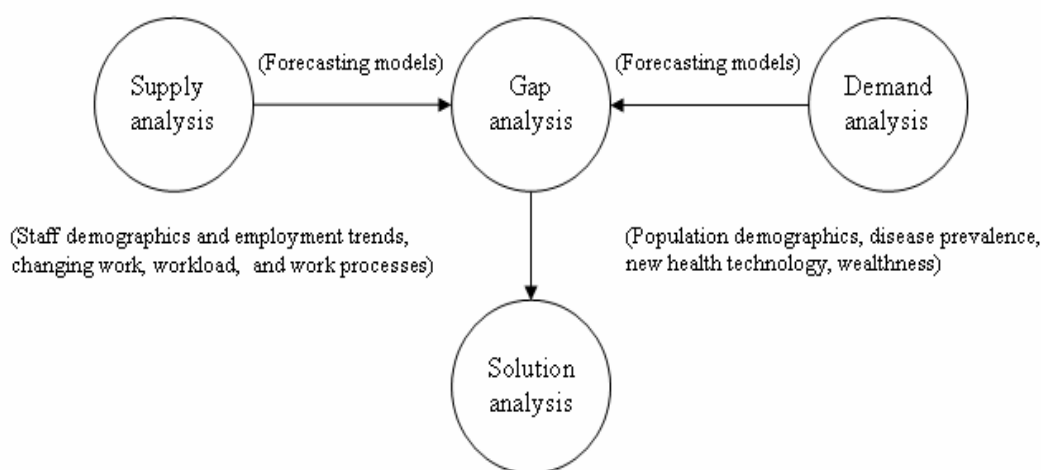 Supply
analysis
(Forecasting models)
Gap
analysis
(Forecasting models)
Demand
analysis
(Staff demographics and employment trends,
changing work, workload, and work processes)
(Population demographics, disease prevalence,
new health technology, wealthness)
Solution
analysis